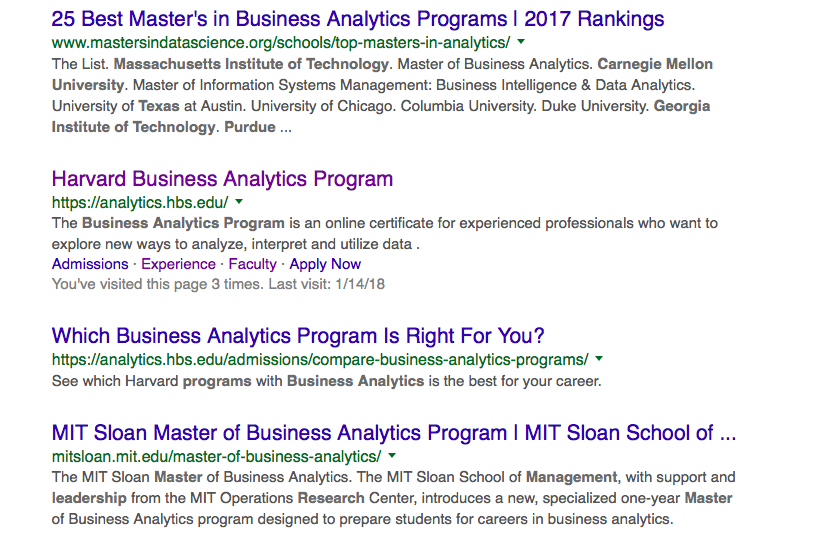 25 Best Master's in Business Analytics Programs | 2017 Rankings
www.mastersindatascience.org/schools/top-masters-in-analytics/
The List. Massachusetts Institute of Technology. Master of Business Analytics. Carnegie Mellon
University. Master of Information Systems Management: Business Intelligence & Data Analytics.
University of Texas at Austin. University of Chicago. Columbia University. Duke University. Georgia
Institute of Technology. Purdue ...
Harvard Business Analytics Program
https://analytics.hbs.edu/
The Business Analytics Program is an online certificate for experienced professionals who want to
explore new ways to analyze, interpret and utilize data .
Admissions · Experience · Faculty · Apply Now
You've visited this page 3 times. Last visit: 1/14/18
Which Business Analytics Program Is Right For You?
https://analytics.hbs.edu/admissions/compare-business-analytics-programs/
See which Harvard programs with Business Analytics is the best for your career.
MIT Sloan Master of Business Analytics Program | MIT Sloan School of ...
mitsloan.mit.edu/master-of-business-analytics/
The MIT Sloan Master of Business Analytics. The MIT Sloan School of Management, with support and
leadership from the MIT Operations Research Center, introduces a new, specialized one-year Master
of Business Analytics program designed to prepare students for careers in business analytics.